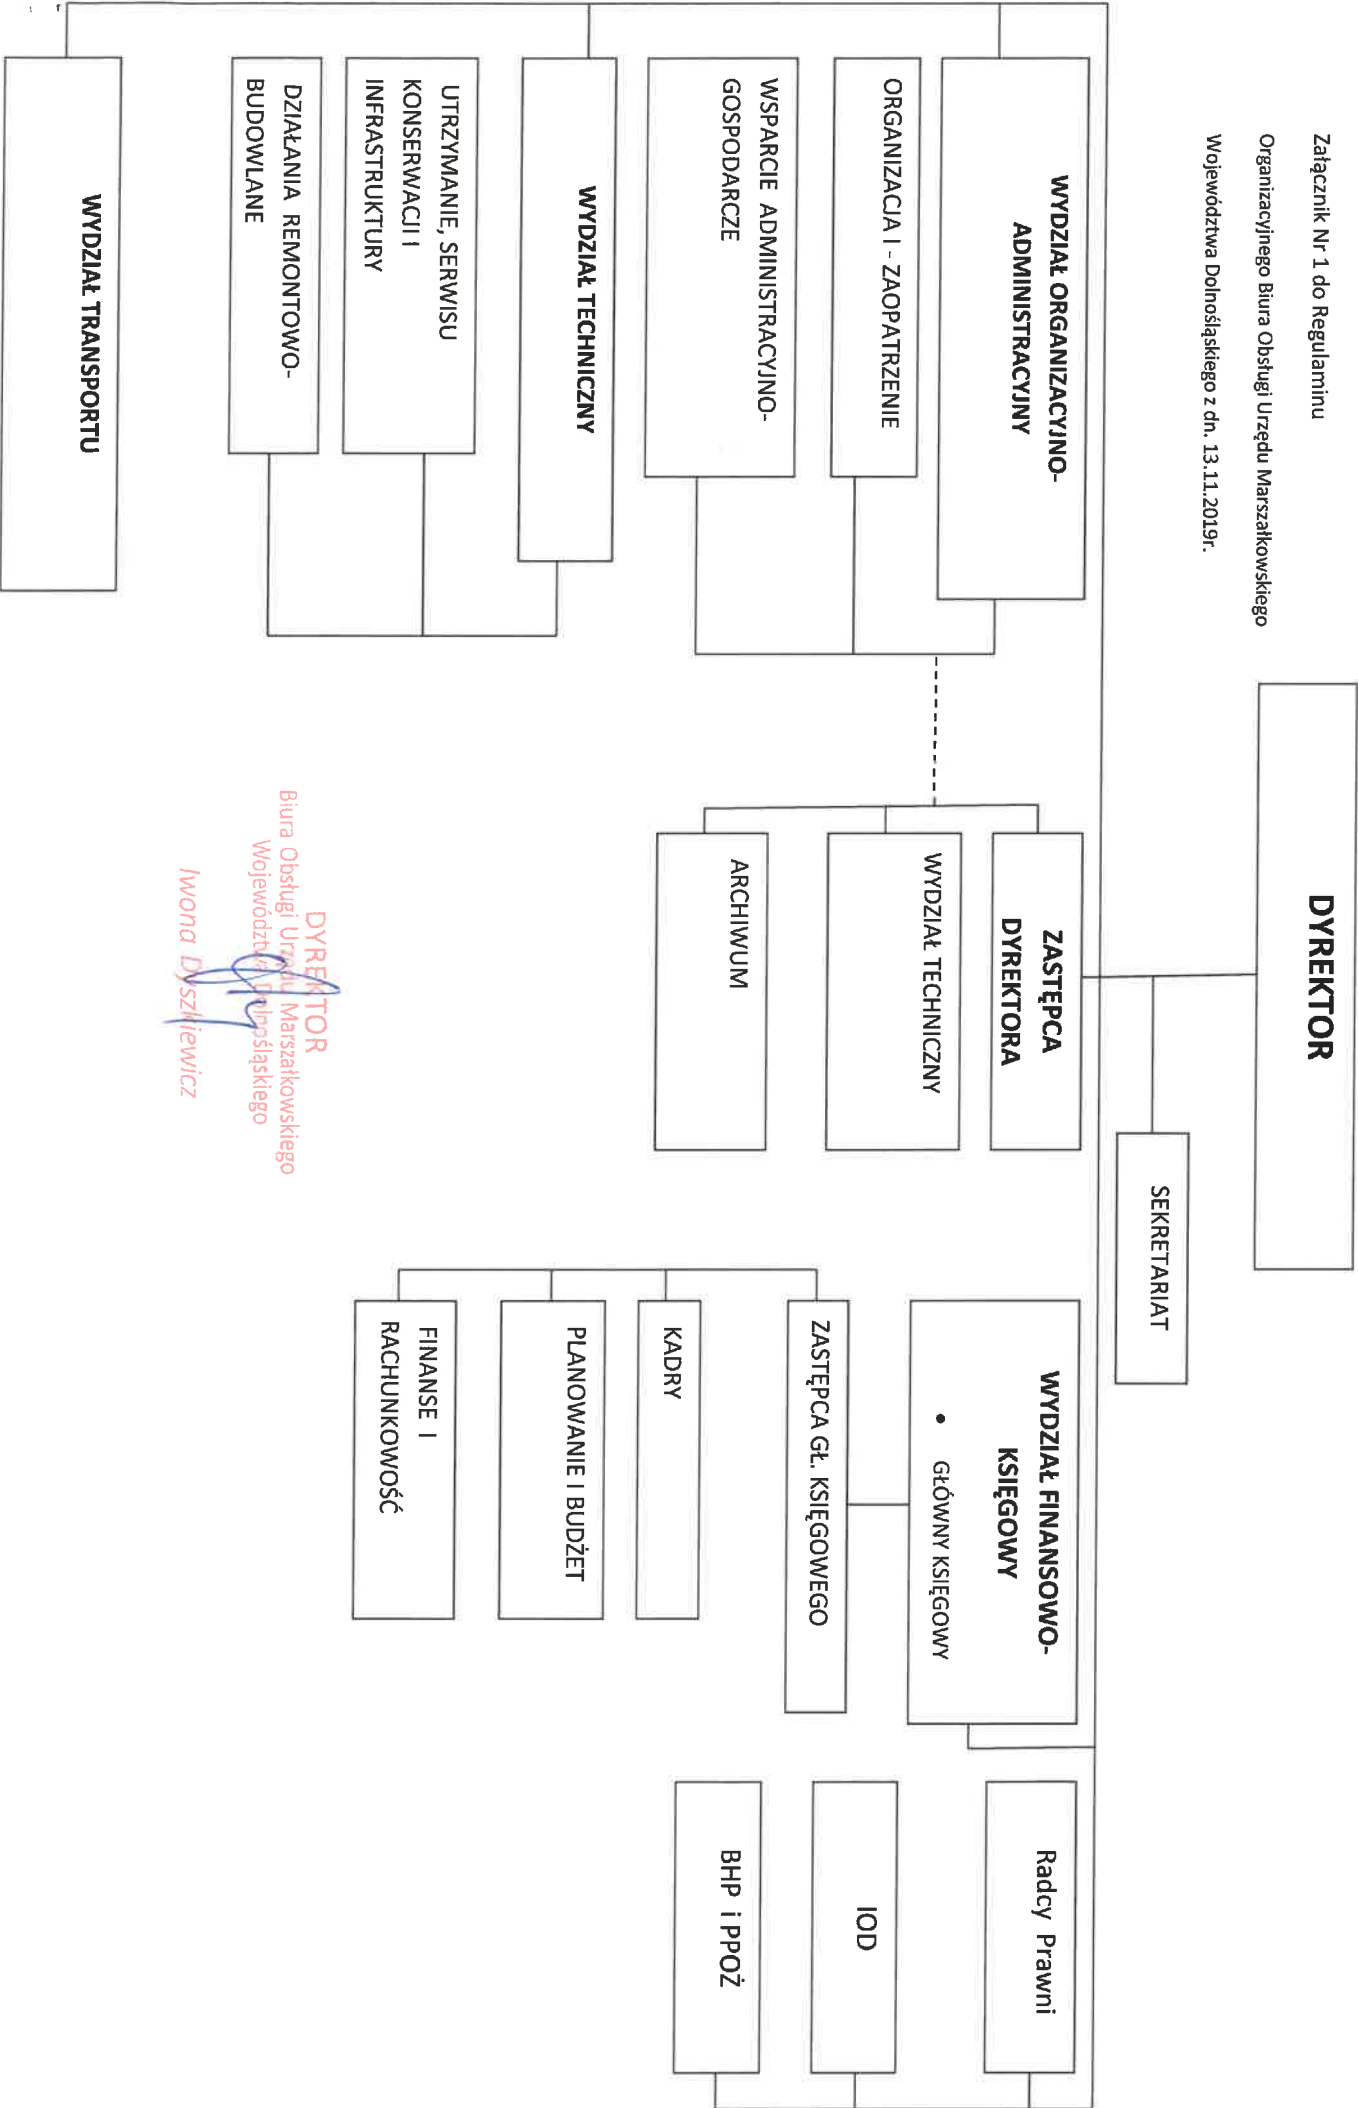 Załącznik Nr 1 do Regulaminu
Organizacyjnego Biura Obsługi Urzędu Marszałkowskiego
Województwa Dolnośląskiego z dn. 13.11.2019r.
DYREKTOR
SEKRETARIAT
WYDZIAŁ ORGANIZACYJNO-
ADMINISTRACYJNY
ORGANIZACJA I - ZAOPATRZENIE
WSPARCIE ADMINISTRACYJNO-
GOSPODARCZE
WYDZIAŁ TECHNICZNY
UTRZYMANIE, SERWISU
KONSERWACJI I
INFRASTRUKTURY
DZIAŁANIA REMONTOWO-
BUDOWLANE
WYDZIAŁ TRANSPORTU
ZASTĘPCA
DYREKTORA
WYDZIAŁ TECHNICZNY
ARCHIWUM
WYDZIAŁ FINANSOWO-
KSIĘGOWY
• GŁÓWNY KSIĘGOWY
ZASTĘPCA GŁ. KSIĘGOWEGO
KADRY
PLANOWANIE I BUDŻET
FINANSE I
RACHUNKOWOŚĆ
Radcy Prawni
IOD
BHP i PPOŻ
DYREKTOR
Biura Obsługi Urzędu Marszałkowskiego
Województwa Dolnośląskiego
Iwona Dyszkiewicz